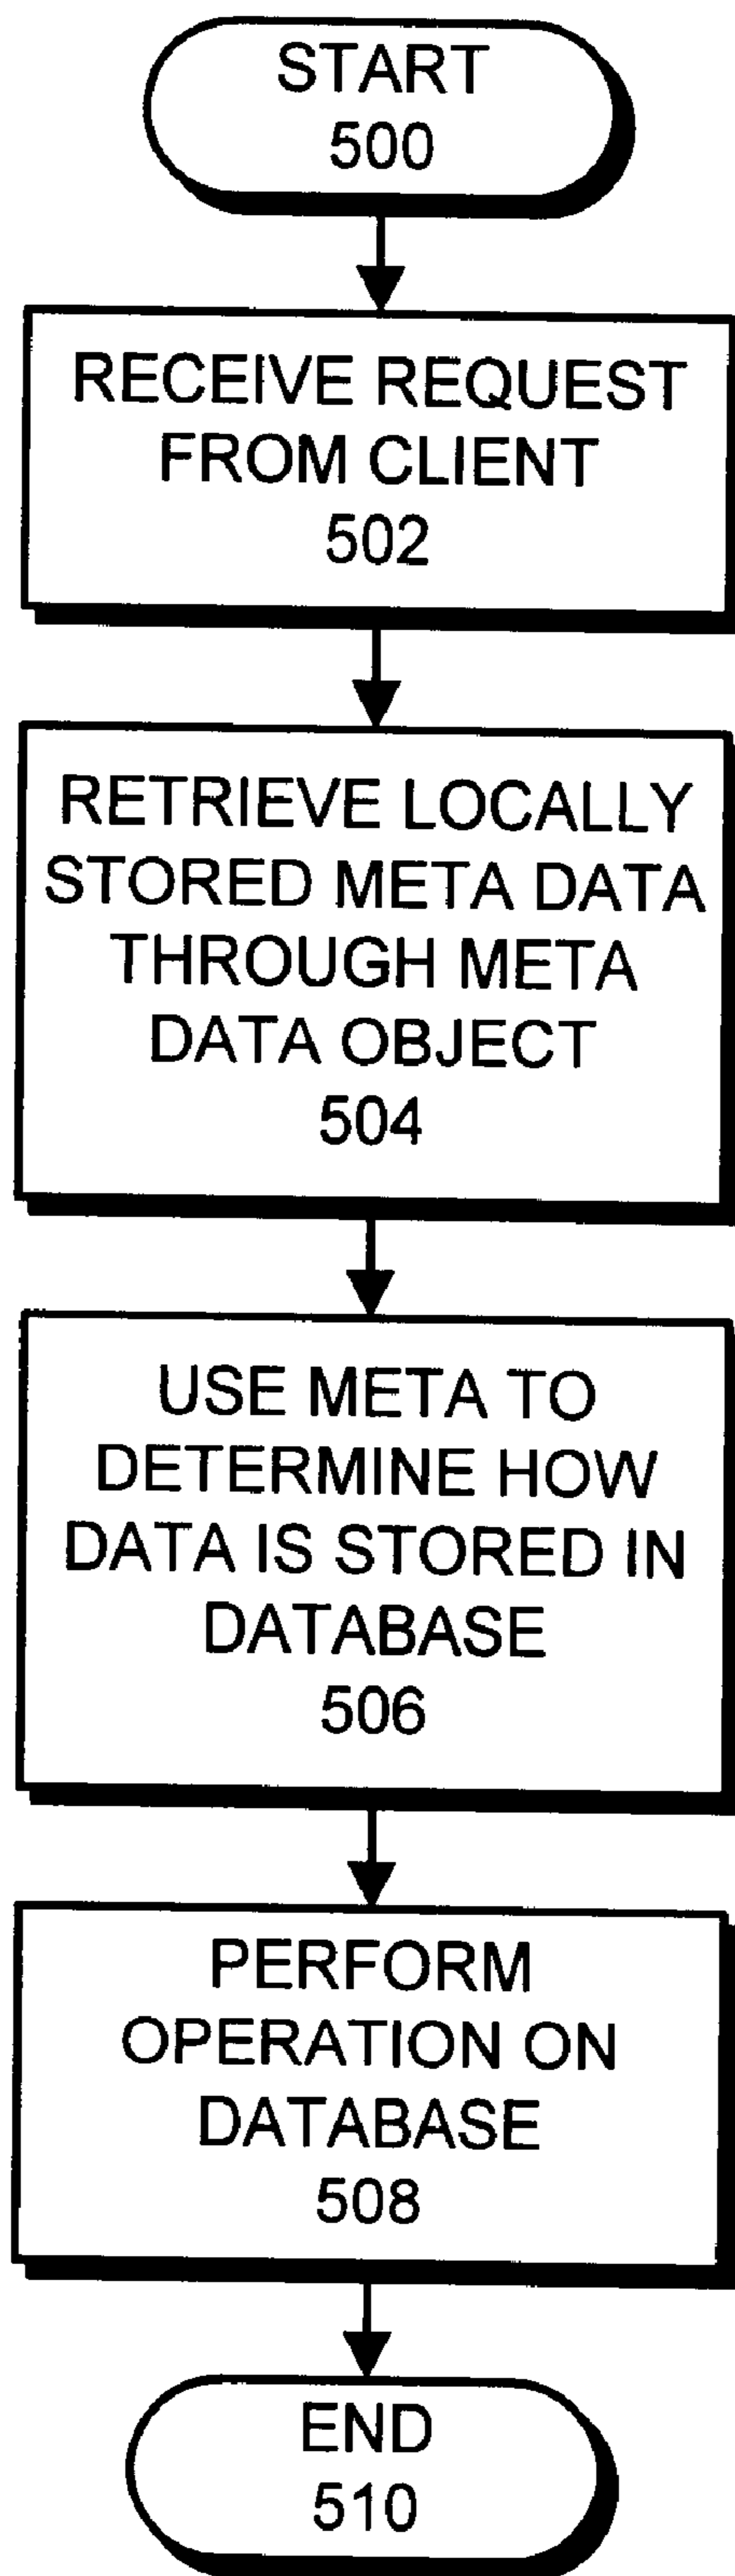 START
500
RECEIVE REQUEST
FROM CLIENT
502
RETRIEVE LOCALLY
STORED META DATA
THROUGH META
DATA OBJECT
504
USE META TO
DETERMINE HOW
DATA IS STORED IN
DATABASE
506
PERFORM
OPERATION ON
DATABASE
508
END
510